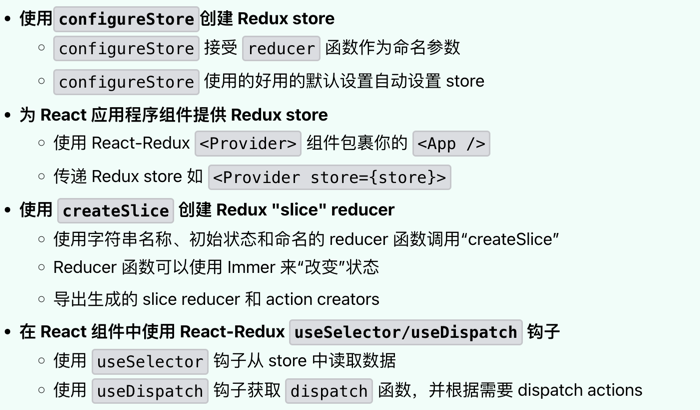 使用 configureStore 创建 Redux store
configureStore 接受 reducer 函数作为命名参数
configureStore 使用的好用的默认设置自动设置 store
为 React 应用程序组件提供 Redux store
使用 React-Redux <Provider> 组件包裹你的 <App />
传递 Redux store 如 <Provider store={store}>
使用 createSlice 创建 Redux "slice" reducer
使用字符串名称、初始状态和命名的 reducer 函数调用“createSlice”
Reducer 函数可以使用 Immer 来“改变”状态
导出生成的 slice reducer 和 action creators
在 React 组件中使用 React-Redux useSelector/useDispatch 钩子
使用 useSelector 钩子从 store 中读取数据
使用 useDispatch 钩子获取 dispatch 函数，并根据需要 dispatch actions